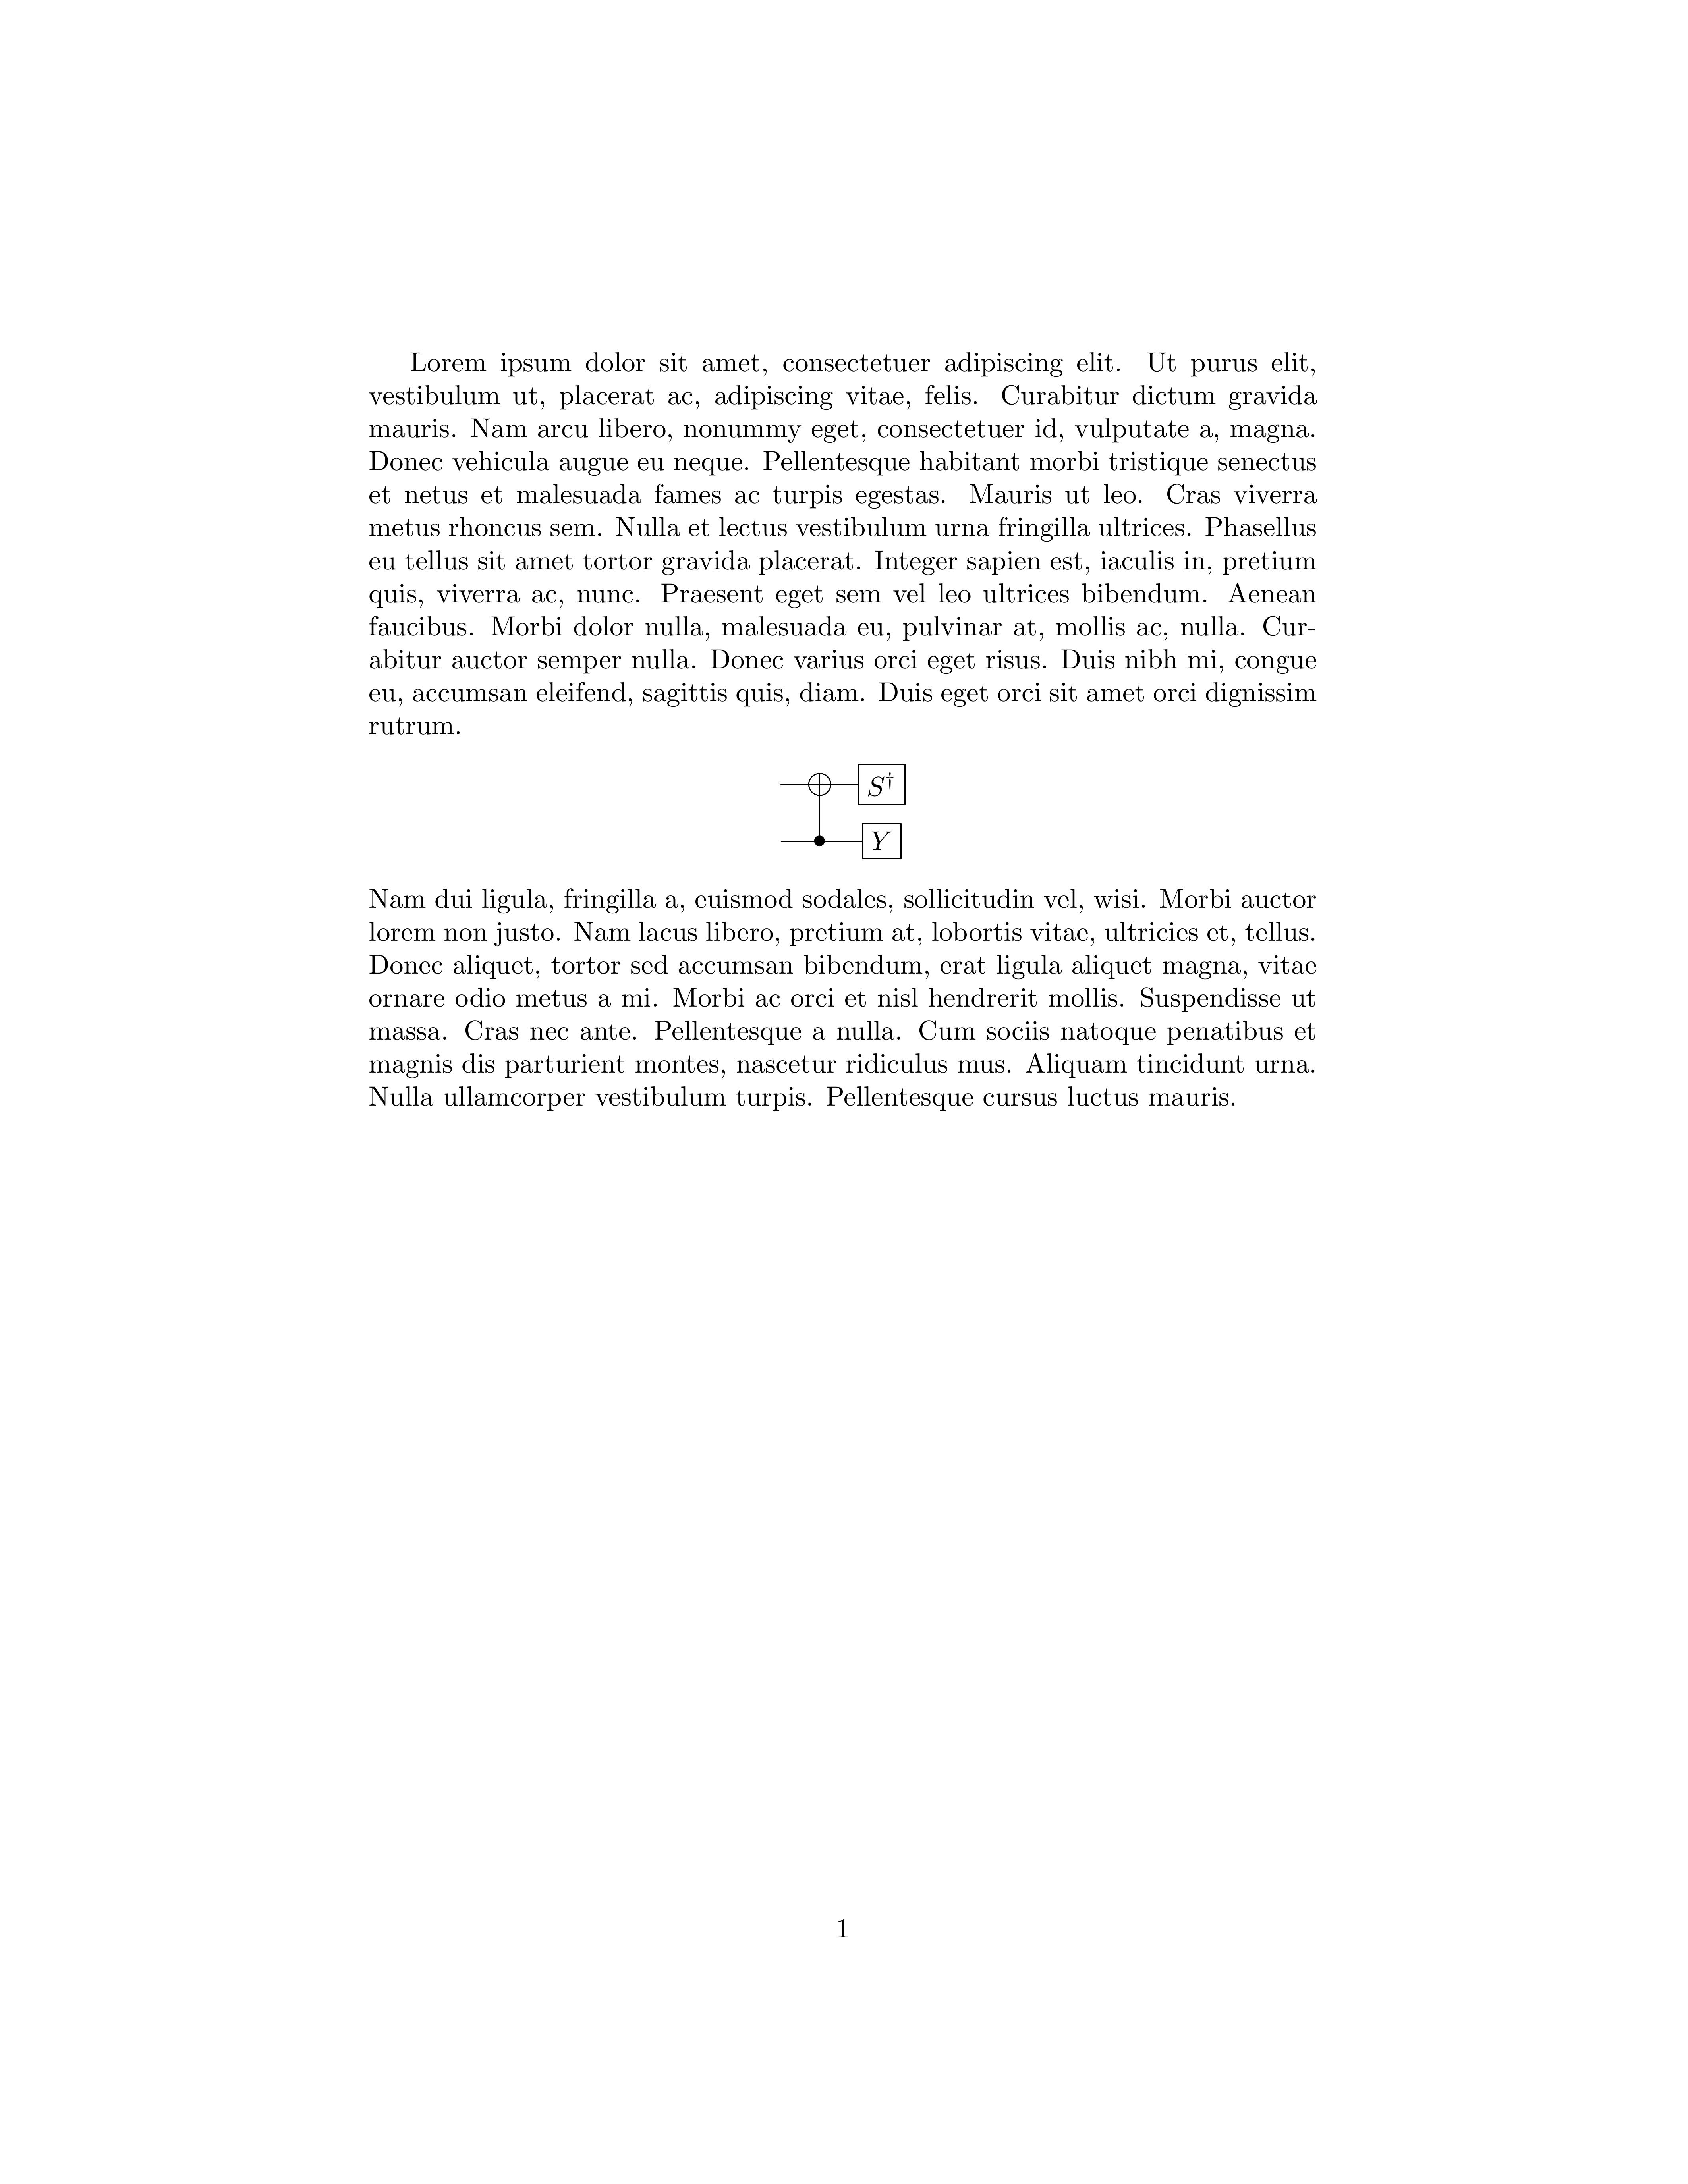 Lorem ipsum dolor sit amet, consectetuer adipiscing elit. Ut purus elit,
vestibulum ut, placerat ac, adipiscing vitae, felis. Curabitur dictum gravida
mauris. Nam arcu libero, nonummy eget, consectetuer id, vulputate a, magna.
Donec vehicula augue eu neque. Pellentesque habitant morbi tristique senectus
et netus et malesuada fames ac turpis egestas. Mauris ut leo. Cras viverra
metus rhoncus sem. Nulla et lectus vestibulum urna fringilla ultrices. Phasellus
eu tellus sit amet tortor gravida placerat. Integer sapien est, iaculis in, pretium
quis, viverra ac, nunc. Praesent eget sem vel leo ultrices bibendum. Aenean
faucibus. Morbi dolor nulla, malesuada eu, pulvinar at, mollis ac, nulla. Cur-
abitur auctor semper nulla. Donec varius orci eget risus. Duis nibh mi, congue
eu, accumsan eleifend, sagittis quis, diam. Duis eget orci sit amet orci dignissim
rutrum.
S†
Y
Nam dui ligula, fringilla a, euismod sodales, sollicitudin vel, wisi. Morbi auctor
lorem non justo. Nam lacus libero, pretium at, lobortis vitae, ultricies et, tellus.
Donec aliquet, tortor sed accumsan bibendum, erat ligula aliquet magna, vitae
ornare odio metus a mi. Morbi ac orci et nisl hendrerit mollis. Suspendisse ut
massa. Cras nec ante. Pellentesque a nulla. Cum sociis natoque penatibus et
magnis dis parturient montes, nascetur ridiculus mus. Aliquam tincidunt urna.
Nulla ullamcorper vestibulum turpis. Pellentesque cursus luctus mauris.
1